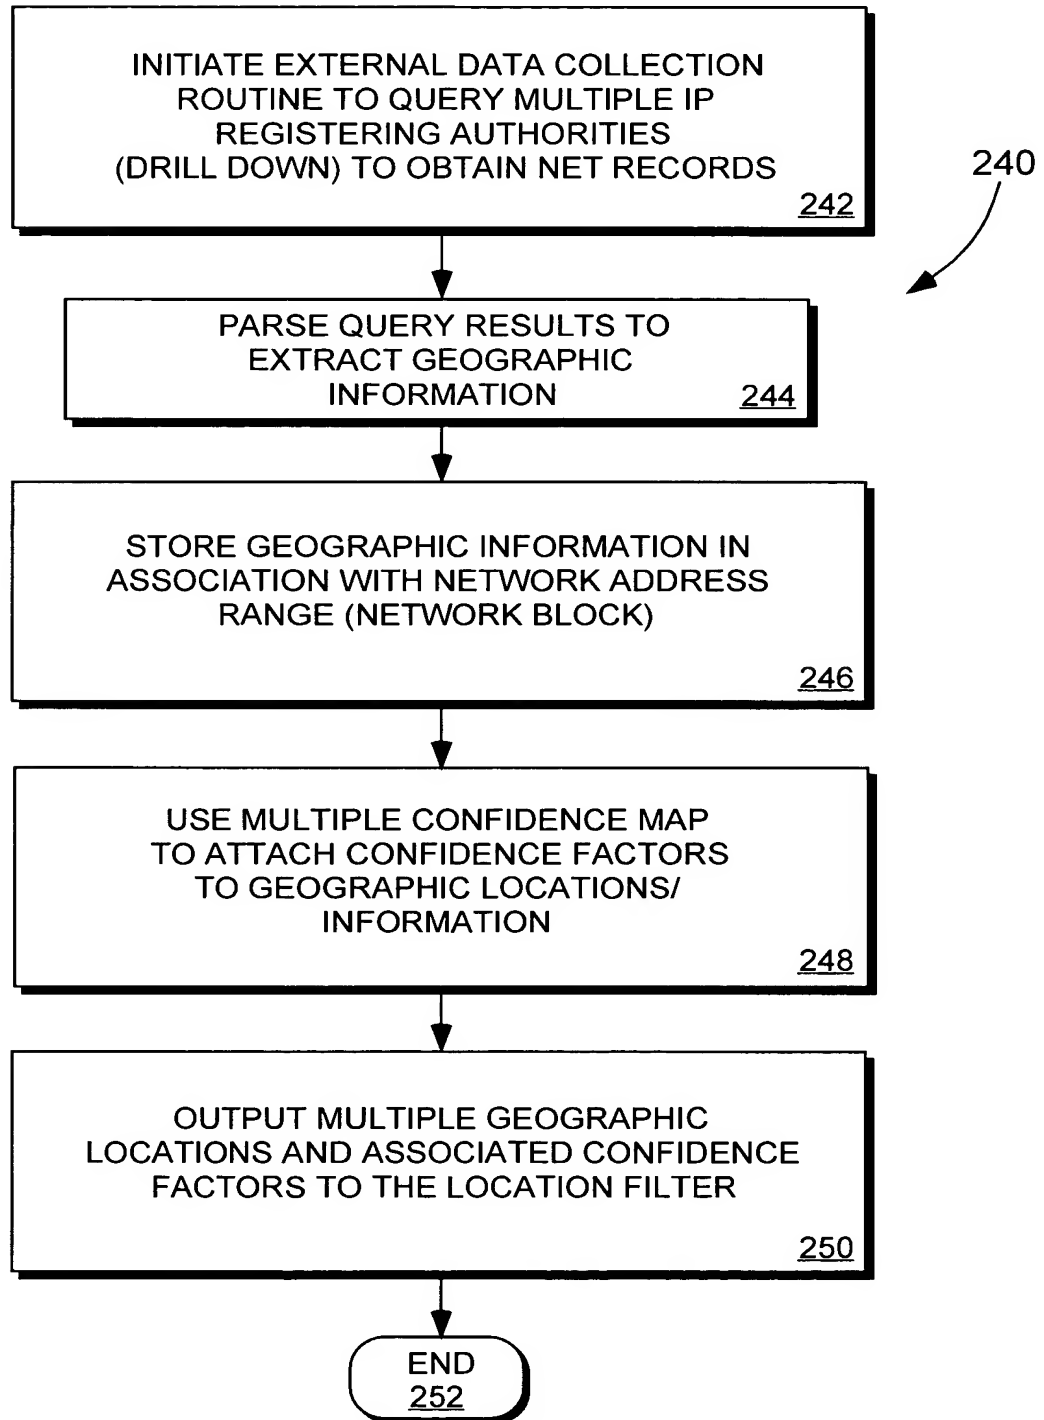 INITIATE EXTERNAL DATA COLLECTION
ROUTINE TO QUERY MULTIPLE IP
REGISTERING AUTHORITIES
(DRILL DOWN) TO OBTAIN NET RECORDS
242
240
PARSE QUERY RESULTS TO
EXTRACT GEOGRAPHIC
INFORMATION
244
STORE GEOGRAPHIC INFORMATION IN
ASSOCIATION WITH NETWORK ADDRESS
RANGE (NETWORK BLOCK)
246
USE MULTIPLE CONFIDENCE MAP
TO ATTACH CONFIDENCE FACTORS
TO GEOGRAPHIC LOCATIONS/
INFORMATION
248
OUTPUT MULTIPLE GEOGRAPHIC
LOCATIONS AND ASSOCIATED CONFIDENCE
FACTORS TO THE LOCATION FILTER
250
END
252